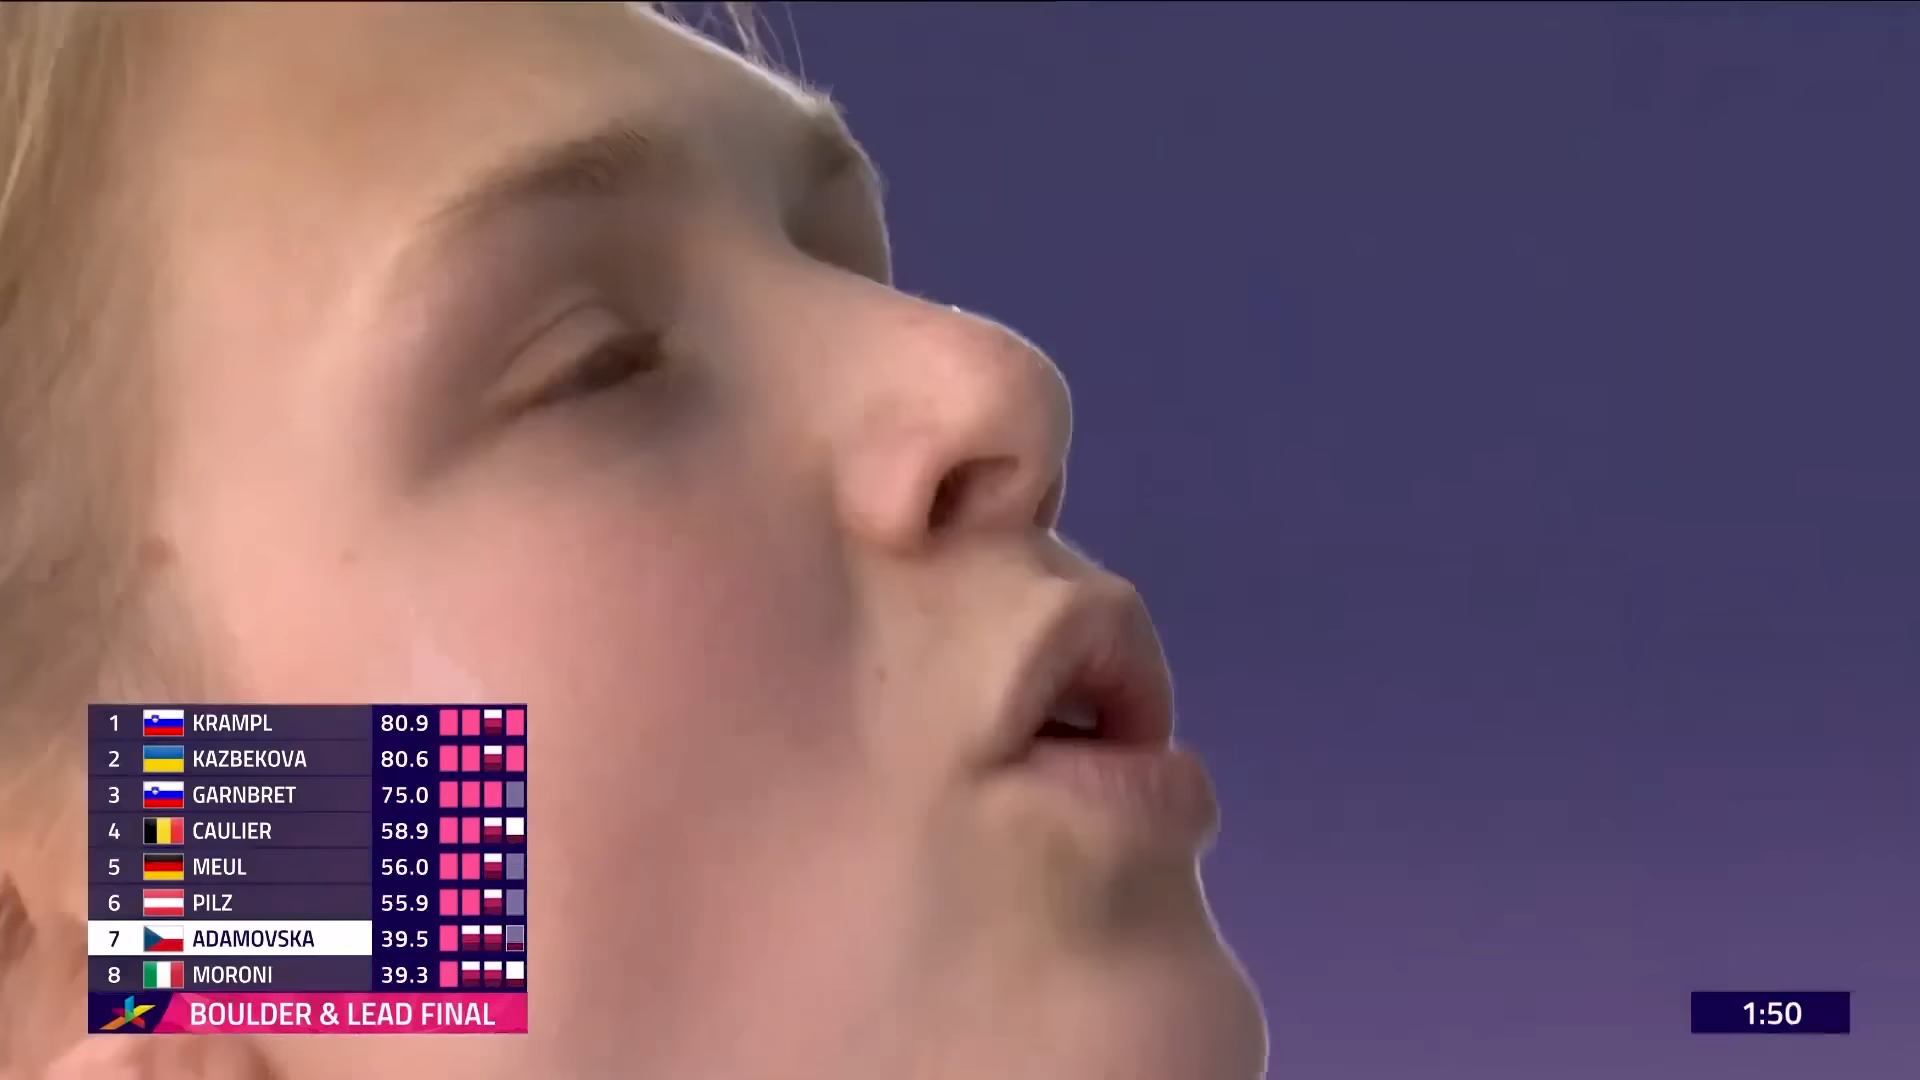 1 KRAMPL 80.9
2 KAZBEKOVA 80.6
3 GARNBRET 75.0
4 CAULIER 58.9
5 MEUL 56.0
6 PILZ 55.9
7 ADAMOVSKA 39.5
8 MORONI 39.3
BOULDER & LEAD FINAL
1:50